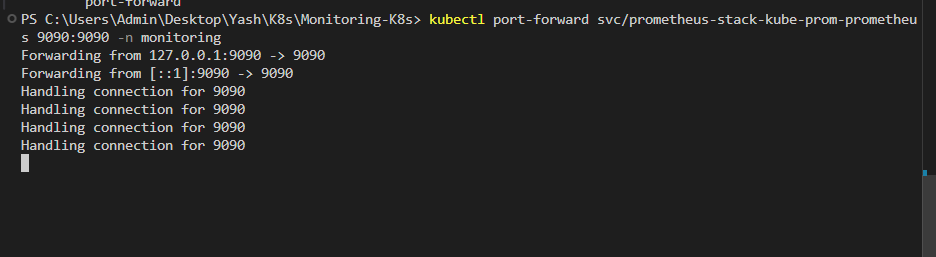 port-forward
PS C:\Users\Admin\Desktop\Yash\K8s\Monitoring-K8s> kubectl port-forward svc/prometheus-stack-kube-prom-prometheu
s 9090:9090 -n monitoring
Forwarding from 127.0.0.1:9090 -> 9090
Forwarding from [::1]:9090 -> 9090
Handling connection for 9090
Handling connection for 9090
Handling connection for 9090
Handling connection for 9090